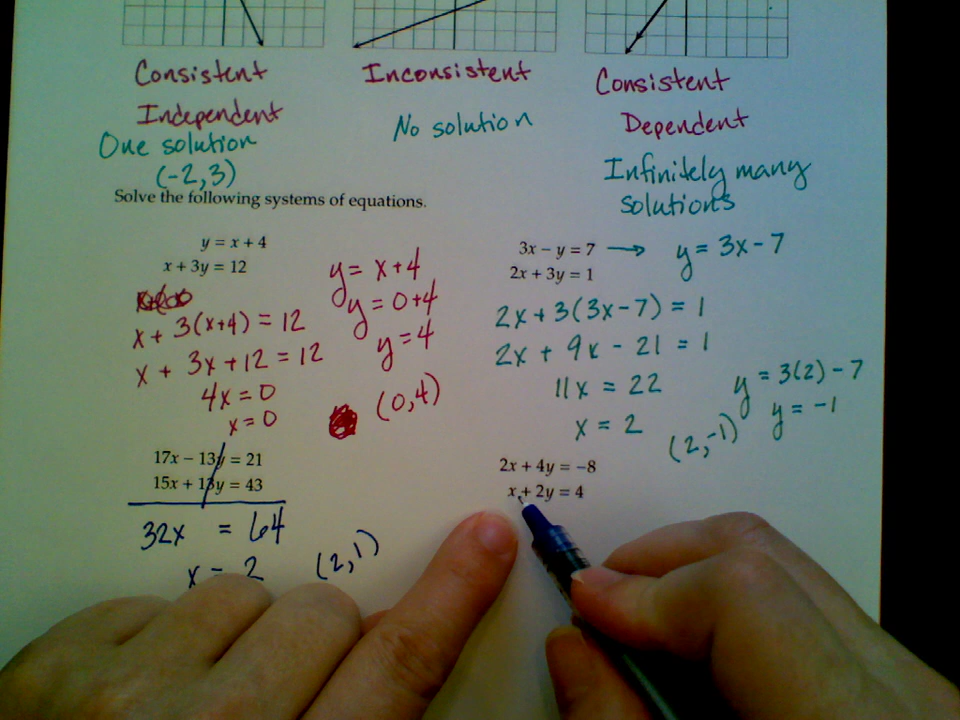 Consistent
Independent
One solution
(-2,3)
Inconsistent
No solution
Consistent
Dependent
Infinitely many
solutions
Solve the following systems of equations.
y = x + 4
x + 3y = 12
x + 3(x+4) = 12
x + 3x + 12 = 12
4x = 0
x = 0
y = x+4
y = 0+4
y = 4
(0,4)
3x − y = 7 → y = 3x - 7
2x + 3y = 1
2x + 3(3x-7) = 1
2x + 9x - 21 = 1
11x = 22
x = 2
y = 3(2) - 7
y = -1
(2,-1)
17x − 13y = 21
15x + 13y = 43
32x = 64
x = 2 (2,1)
2x + 4y = −8
x + 2y = 4